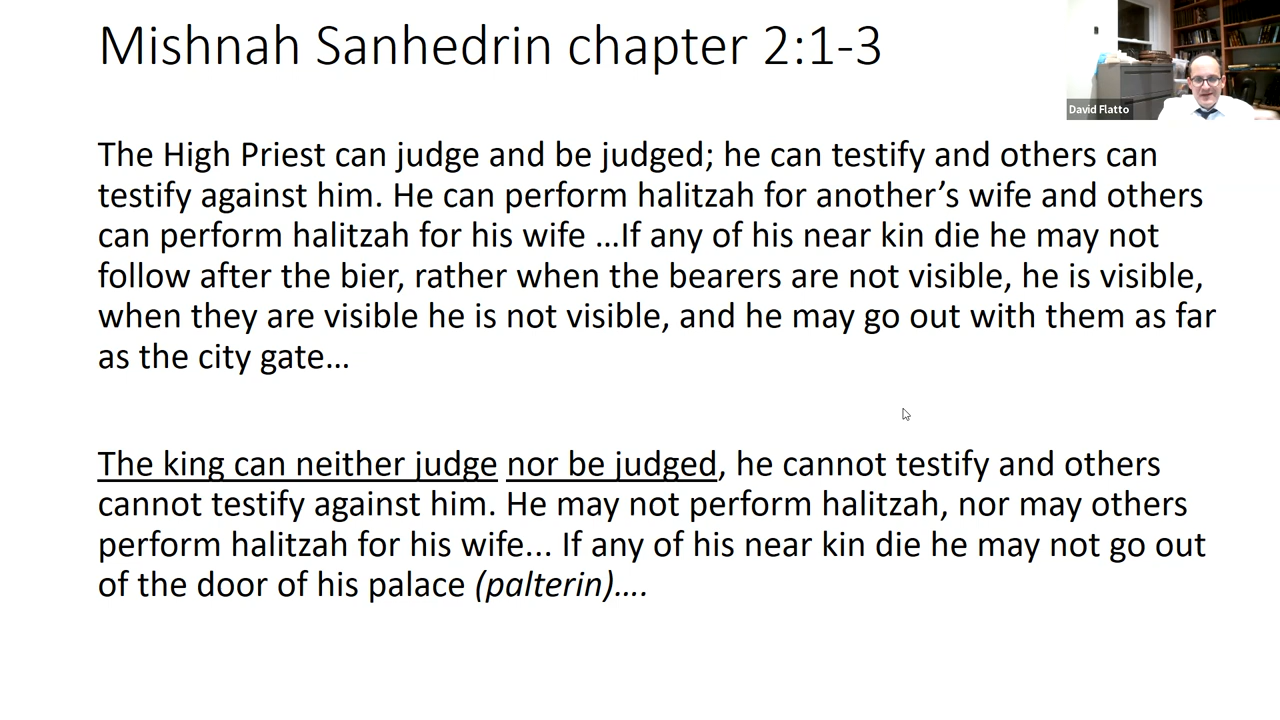 Mishnah Sanhedrin chapter 2:1-3
David Flatto
The High Priest can judge and be judged; he can testify and others can
testify against him. He can perform halitzah for another’s wife and others
can perform halitzah for his wife …If any of his near kin die he may not
follow after the bier, rather when the bearers are not visible, he is visible,
when they are visible he is not visible, and he may go out with them as far
as the city gate…
The king can neither judge nor be judged, he cannot testify and others
cannot testify against him. He may not perform halitzah, nor may others
perform halitzah for his wife... If any of his near kin die he may not go out
of the door of his palace (palterin)….